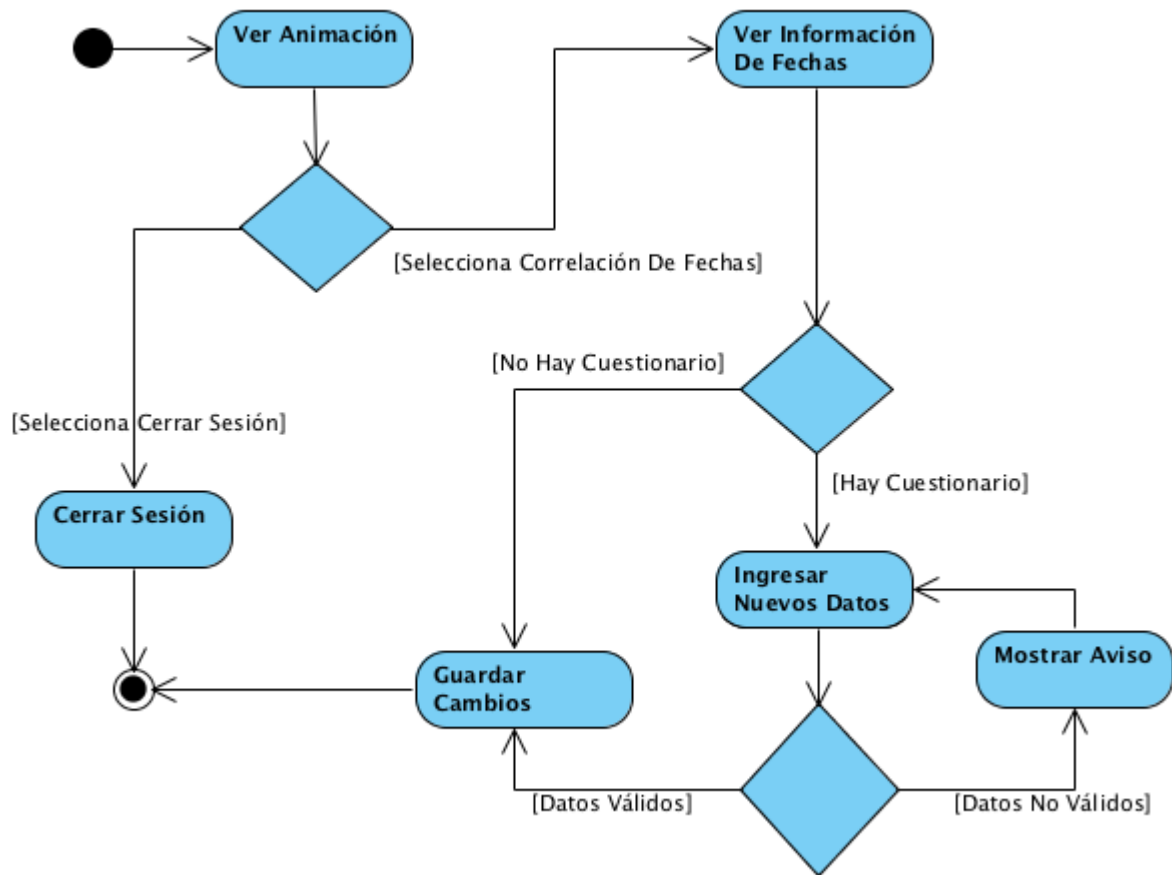 Ver Animación
Ver Información
De Fechas
[Selecciona Correlación De Fechas]
[No Hay Cuestionario]
[Selecciona Cerrar Sesión]
[Hay Cuestionario]
Cerrar Sesión
Ingresar
Nuevos Datos
Mostrar Aviso
Guardar
Cambios
[Datos Válidos]
[Datos No Válidos]